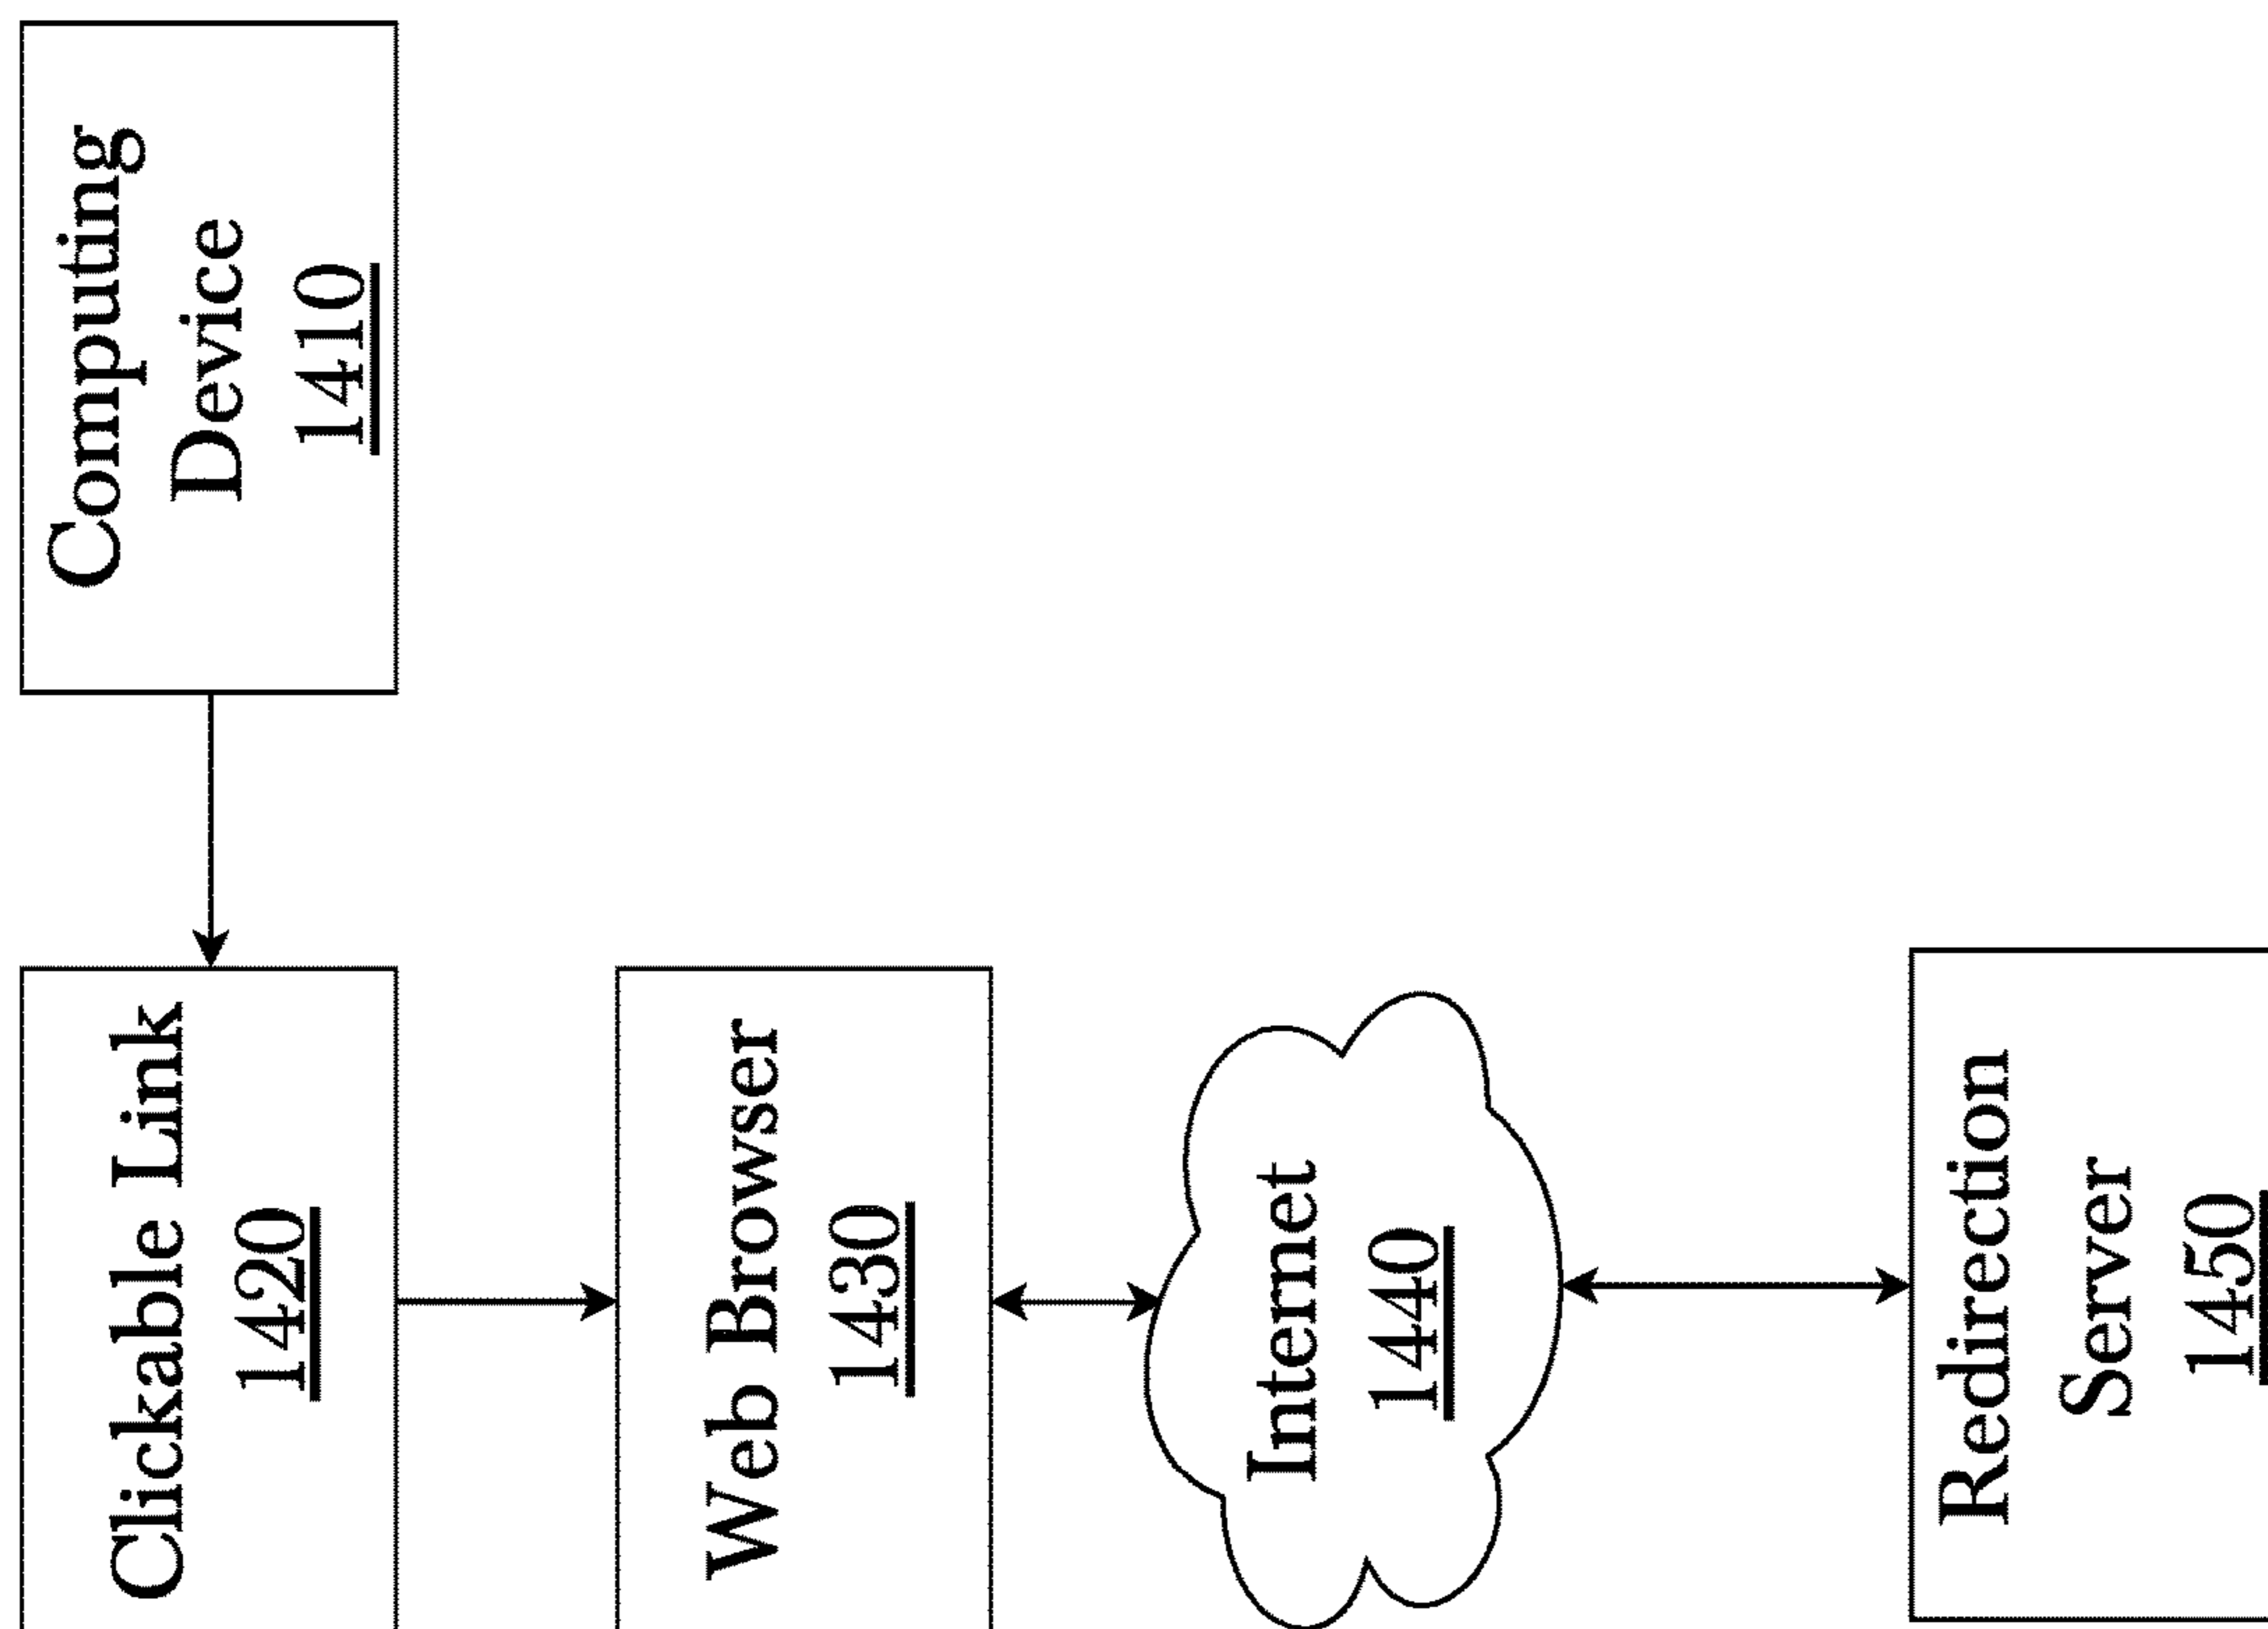 Computing
Device
1410
Clickable Link
1420
Web Browser
1430
Internet
1440
Redirection
Server
1450